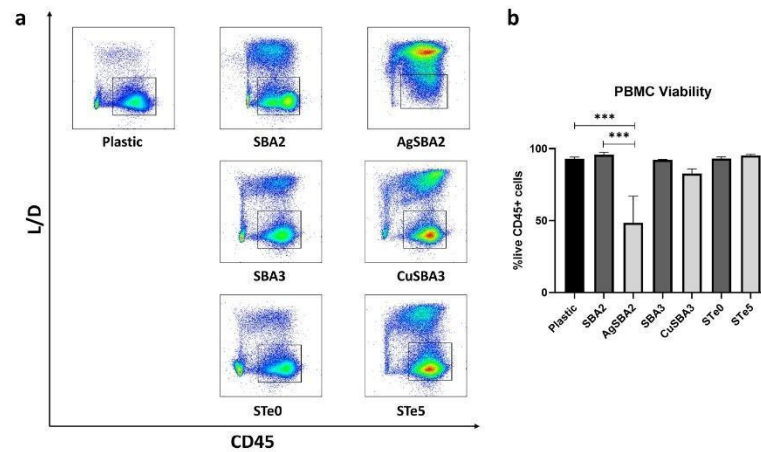 a
L/D
Plastic
SBA2
AgSBA2
SBA3
CuSBA3
STe0
STe5
CD45
b
PBMC Viability
***
***
%live CD45+ cells
100
50
0
Plastic
SBA2
AgSBA2
SBA3
CuSBA3
STe0
STe5